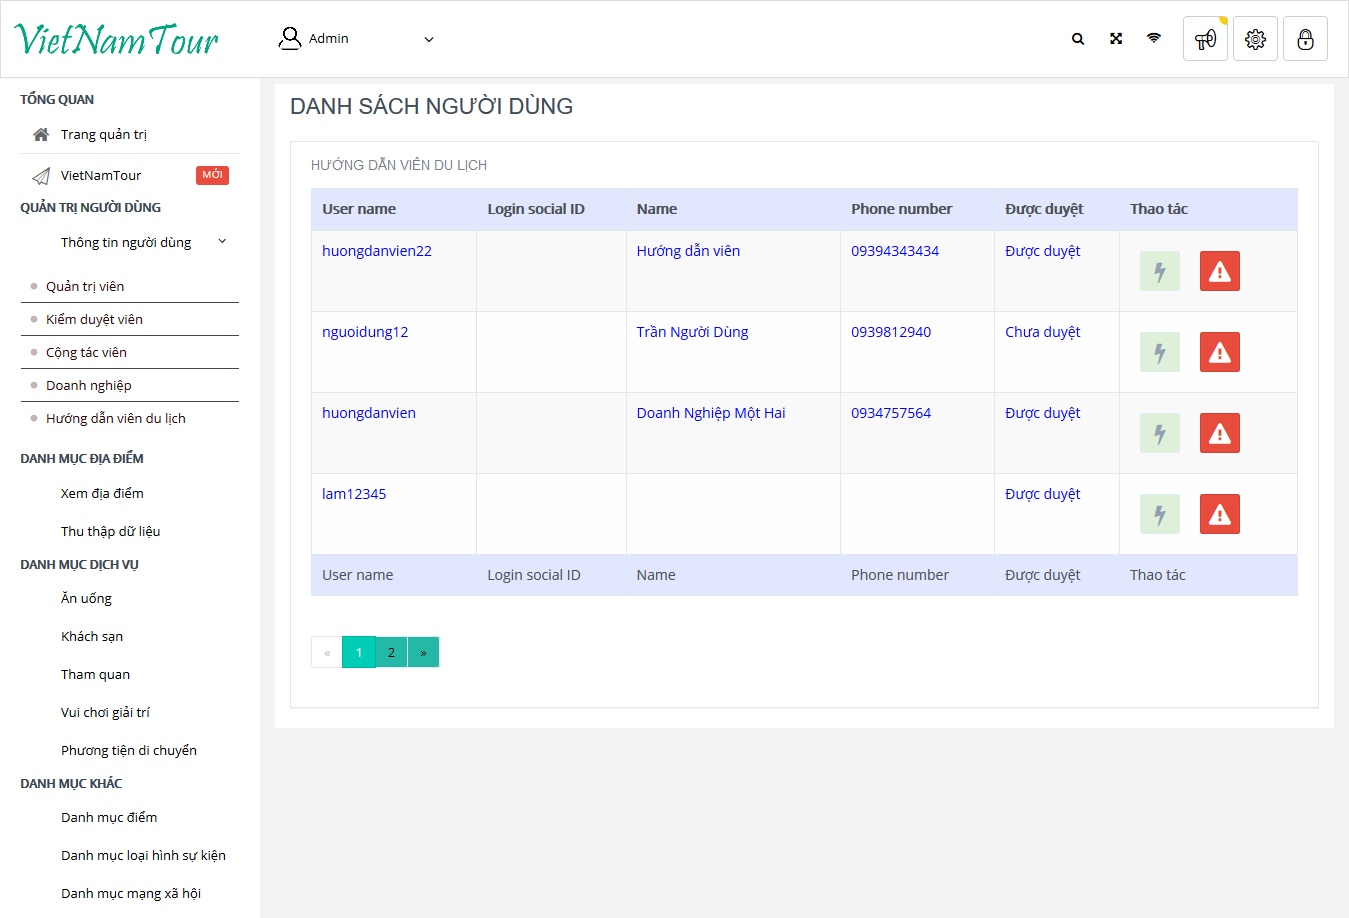 VietNamTour
Admin
TỔNG QUAN
Trang quản trị
VietNamTour
MỚI
QUẢN TRỊ NGƯỜI DÙNG
Thông tin người dùng
Quản trị viên
Kiểm duyệt viên
Cộng tác viên
Doanh nghiệp
Hướng dẫn viên du lịch
DANH MỤC ĐỊA ĐIỂM
Xem địa điểm
Thu thập dữ liệu
DANH MỤC DỊCH VỤ
Ăn uống
Khách sạn
Tham quan
Vui chơi giải trí
Phương tiện di chuyển
DANH MỤC KHÁC
Danh mục điểm
Danh mục loại hình sự kiện
Danh mục mạng xã hội
DANH SÁCH NGƯỜI DÙNG
HƯỚNG DẪN VIÊN DU LỊCH
User name Login social ID Name Phone number Được duyệt Thao tác
huongdanvien22 Hướng dẫn viên 09394343434 Được duyệt
nguoidung12 Trần Người Dùng 0939812940 Chưa duyệt
huongdanvien Doanh Nghiệp Một Hai 0934757564 Được duyệt
lam12345 Được duyệt
User name Login social ID Name Phone number Được duyệt Thao tác
« 1 2 »